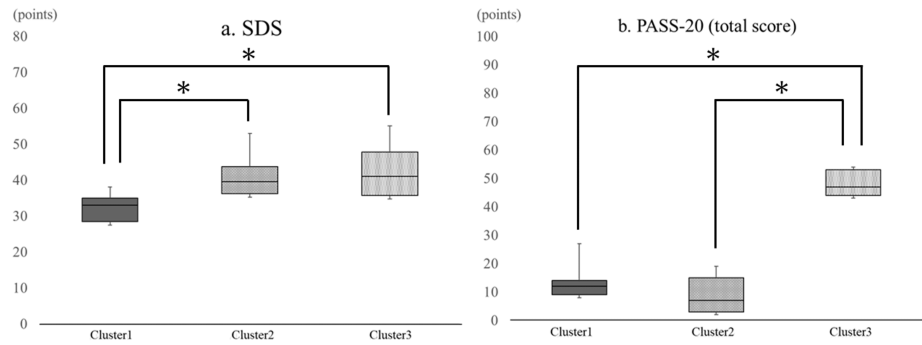 (points)
a. SDS
80
70
60
50
40
30
20
10
0
*
*
Cluster1
Cluster2
Cluster3
(points)
b. PASS-20 (total score)
100
90
80
70
60
50
40
30
20
10
0
*
*
Cluster1
Cluster2
Cluster3